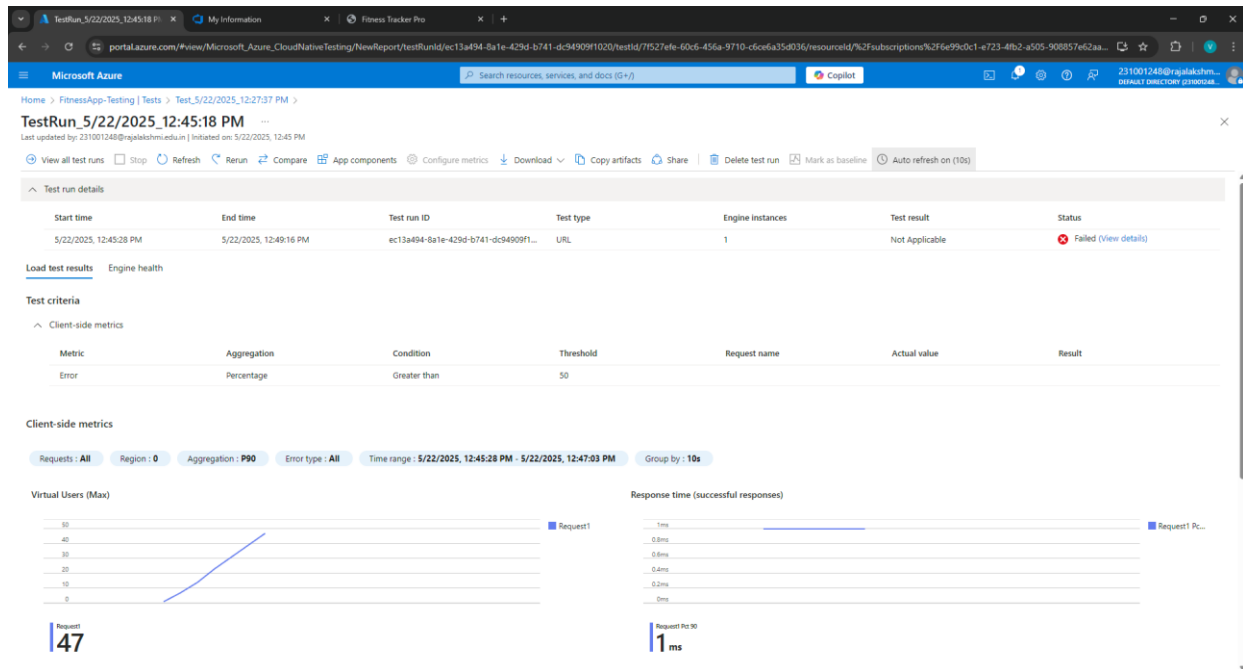 TestRun_5/22/2025_12:45:18 P
My Information
Fitness Tracker Pro
portal.azure.com/#view/Microsoft_Azure_CloudNativeTesting/NewReport/testRunId/ec13a494-8a1e-429d-b741-dc94909f1020/testId/7f527efe-60c6-456a-9710-c6ce6a35d036/resourceId/%2Fsubscriptions%2F6e99c0c1-e723-4fb2-a505-908857e62aa...
V
Microsoft Azure
Search resources, services, and docs (G+/)
Copilot
1
231001248@rajalakshm...
DEFAULT DIRECTORY (231001248...
Home > FitnessApp-Testing | Tests > Test_5/22/2025_12:27:37 PM >
TestRun_5/22/2025_12:45:18 PM ...
Last updated by: 231001248@rajalakshmi.edu.in | Initiated on: 5/22/2025, 12:45 PM
View all test runs Stop Refresh Rerun Compare App components Configure metrics Download Copy artifacts Share Delete test run Mark as baseline Auto refresh on (10s)
Test run details
Start time End time Test run ID Test type Engine instances Test result Status
5/22/2025, 12:45:28 PM 5/22/2025, 12:49:16 PM ec13a494-8a1e-429d-b741-dc94909f1... URL 1 Not Applicable Failed (View details)
Load test results Engine health
Test criteria
Client-side metrics
Metric Aggregation Condition Threshold Request name Actual value Result
Error Percentage Greater than 50
Client-side metrics
Requests : All Region : 0 Aggregation : P90 Error type : All Time range : 5/22/2025, 12:45:28 PM - 5/22/2025, 12:47:03 PM Group by : 10s
Virtual Users (Max)
50
40
30
20
10
0
Request1
Request1
47
Response time (successful responses)
1ms
0.8ms
0.6ms
0.4ms
0.2ms
0ms
Request1 Pc...
Request1 Pct 90
1 ms